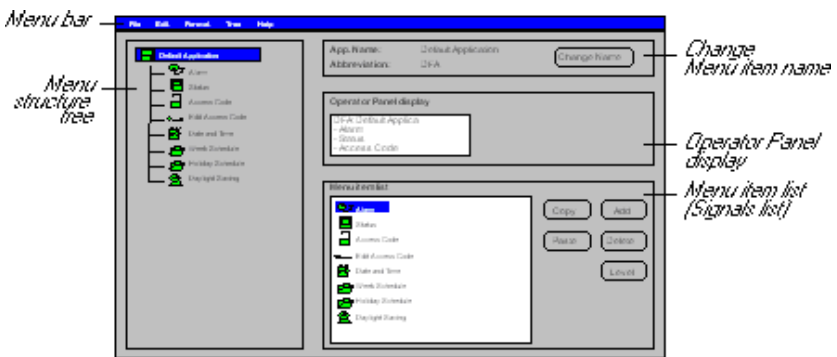 Menu bar
File Edit Format Tree Help
Menu structure tree
Default Application
Alarm
Status
Access Code
Edit Access Code
Date and Time
Week Schedule
Holiday Schedule
Daylight Saving
App. Name: Default Application
Abbreviation: DFA
Change Name
Change
Menu item name
Operator Panel display
DFA:Default Applica
- Alarm
- Status
- Access Code
Operator Panel
display
Menu item list
Alarm
Status
Access Code
Edit Access Code
Date and Time
Week Schedule
Holiday Schedule
Daylight Saving
Copy Add
Paste Delete
Level
Menu item list
(Signals list)